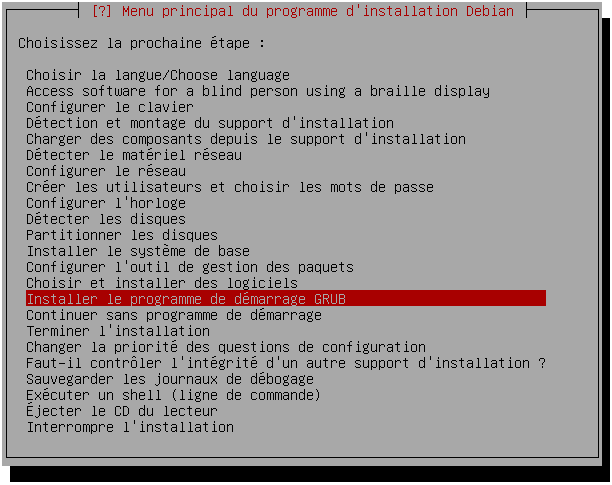 [?] Menu principal du programme d'installation Debian
Choisissez la prochaine étape :
Choisir la langue/Choose language
Access software for a blind person using a braille display
Configurer le clavier
Détection et montage du support d'installation
Charger des composants depuis le support d'installation
Détecter le matériel réseau
Configurer le réseau
Créer les utilisateurs et choisir les mots de passe
Configurer l'horloge
Détecter les disques
Partitionner les disques
Installer le système de base
Configurer l'outil de gestion des paquets
Choisir et installer des logiciels
Installer le programme de démarrage GRUB
Continuer sans programme de démarrage
Terminer l'installation
Changer la priorité des questions de configuration
Faut-il contrôler l'intégrité d'un autre support d'installation ?
Sauvegarder les journaux de débogage
Exécuter un shell (ligne de commande)
Éjecter le CD du lecteur
Interrompre l'installation